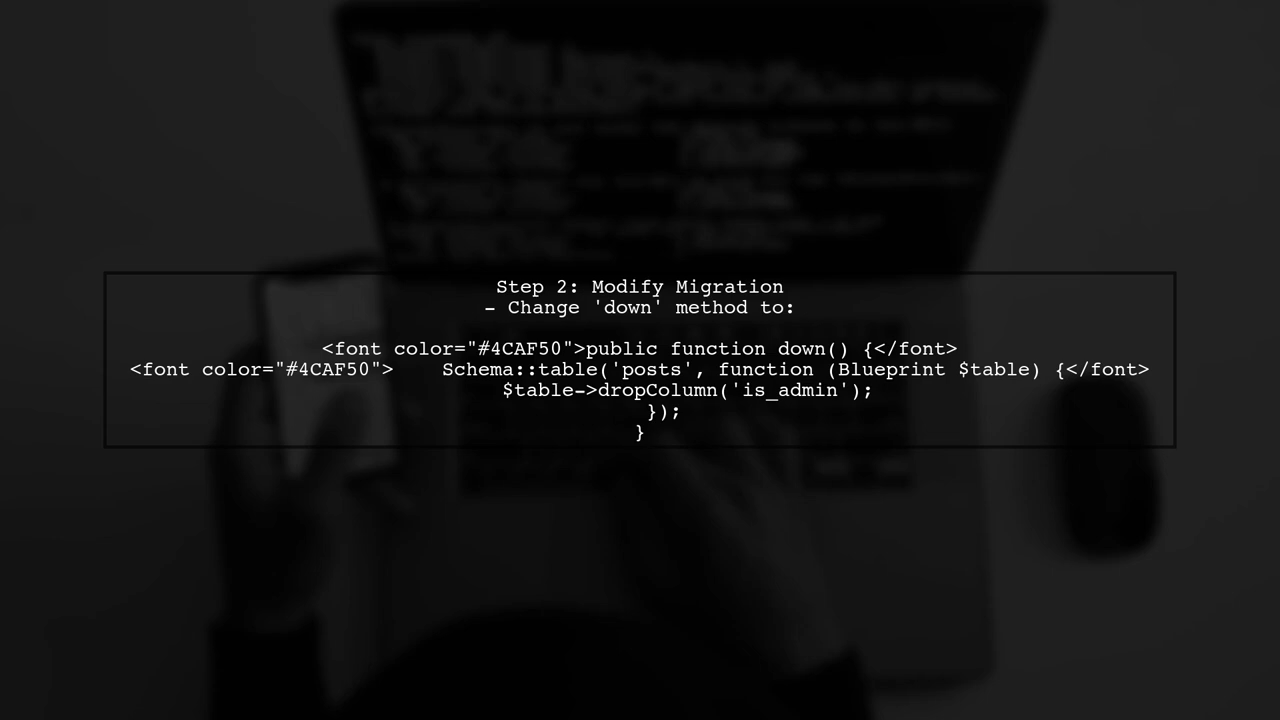 Step 2: Modify Migration
- Change 'down' method to:
<font color="#4CAF50">public function down() {</font>
<font color="#4CAF50">    Schema::table('posts', function (Blueprint $table) {</font>
        $table->dropColumn('is_admin');
    });
}